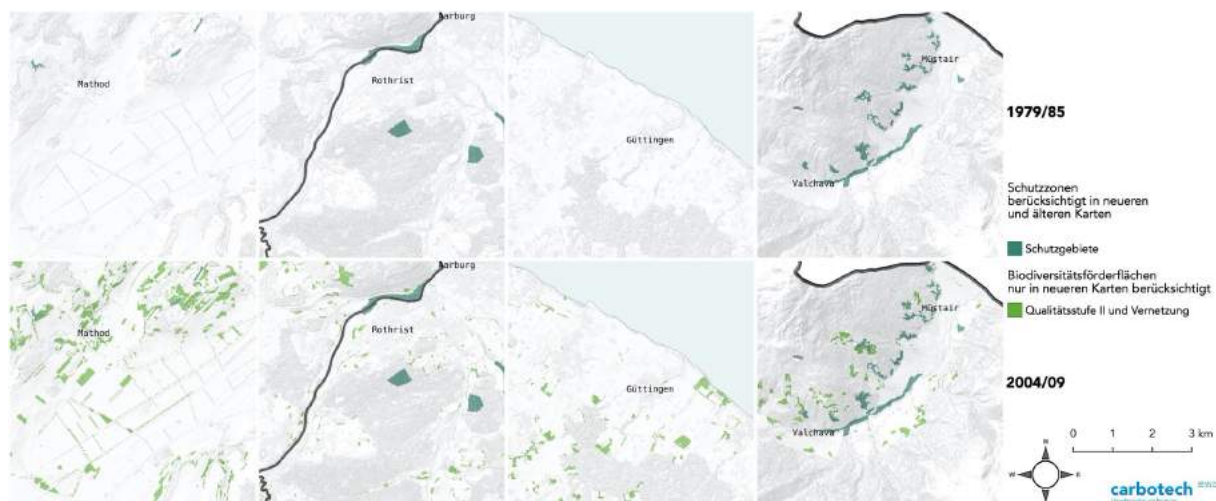 Aarburg
Mathod
Rothrist
Güttingen
Müstair
Valchava
1979/85
Schutzzonen
berücksichtigt in neueren
und älteren Karten
Schutzgebiete
Aarburg
Mathod
Rothrist
Güttingen
Müstair
Valchava
Biodiversitätsförderflächen
nur in neueren Karten berücksichtigt
Qualitätsstufe II und Vernetzung
2004/09
0 1 2 3 km
N
W
carbotech